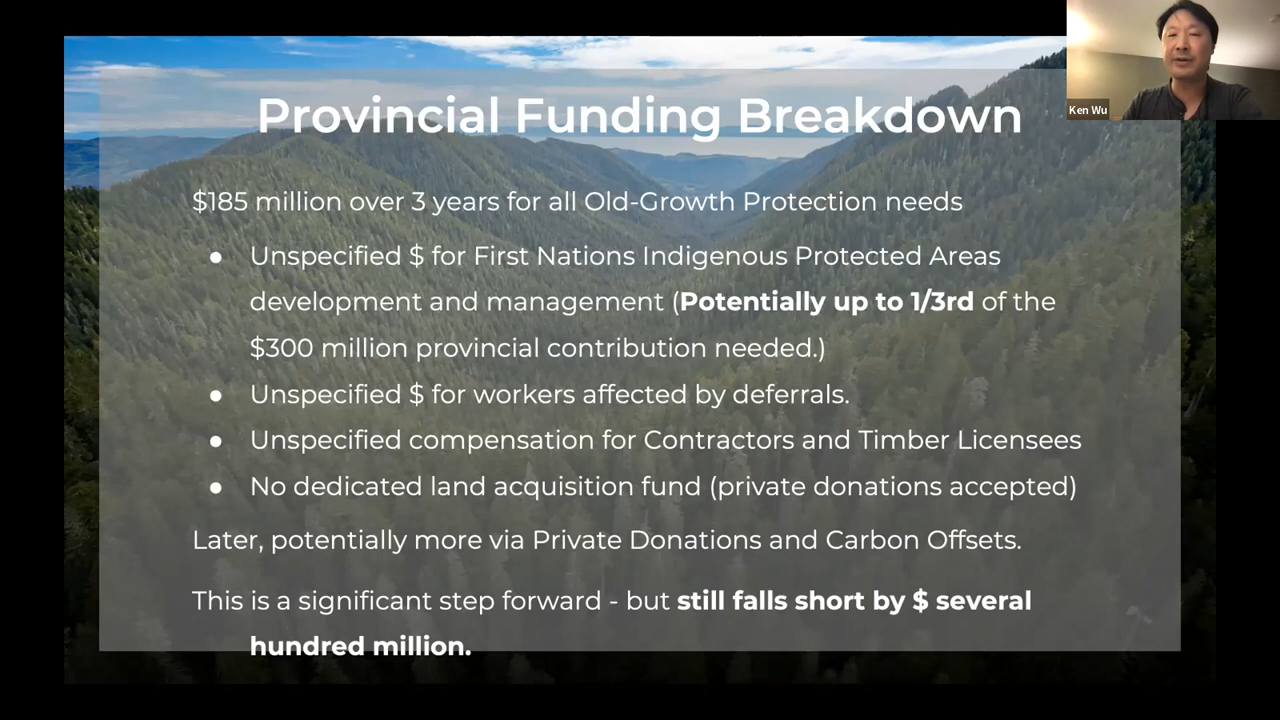 Ken Wu
Provincial Funding Breakdown
$185 million over 3 years for all Old-Growth Protection needs
● Unspecified $ for First Nations Indigenous Protected Areas
development and management (Potentially up to 1/3rd of the
$300 million provincial contribution needed.)
● Unspecified $ for workers affected by deferrals.
● Unspecified compensation for Contractors and Timber Licensees
● No dedicated land acquisition fund (private donations accepted)
Later, potentially more via Private Donations and Carbon Offsets.
This is a significant step forward - but still falls short by $ several
hundred million.